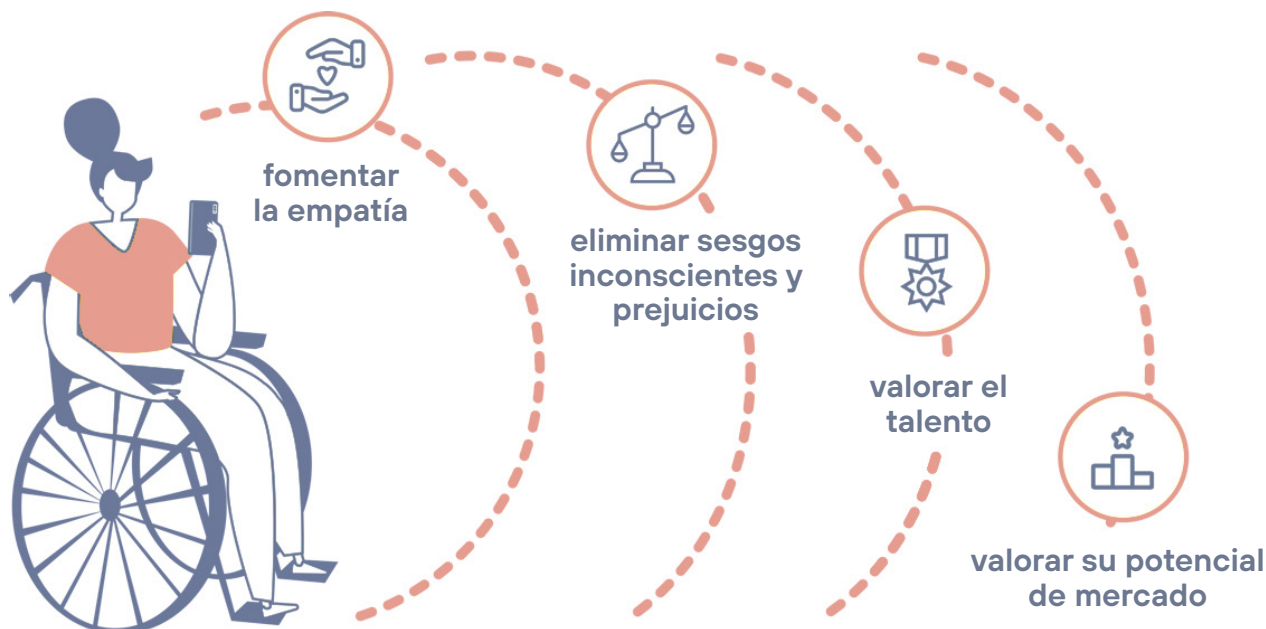 fomentar
la empatía
eliminar sesgos
inconscientes y
prejuicios
valorar el
talento
valorar su potencial
de mercado